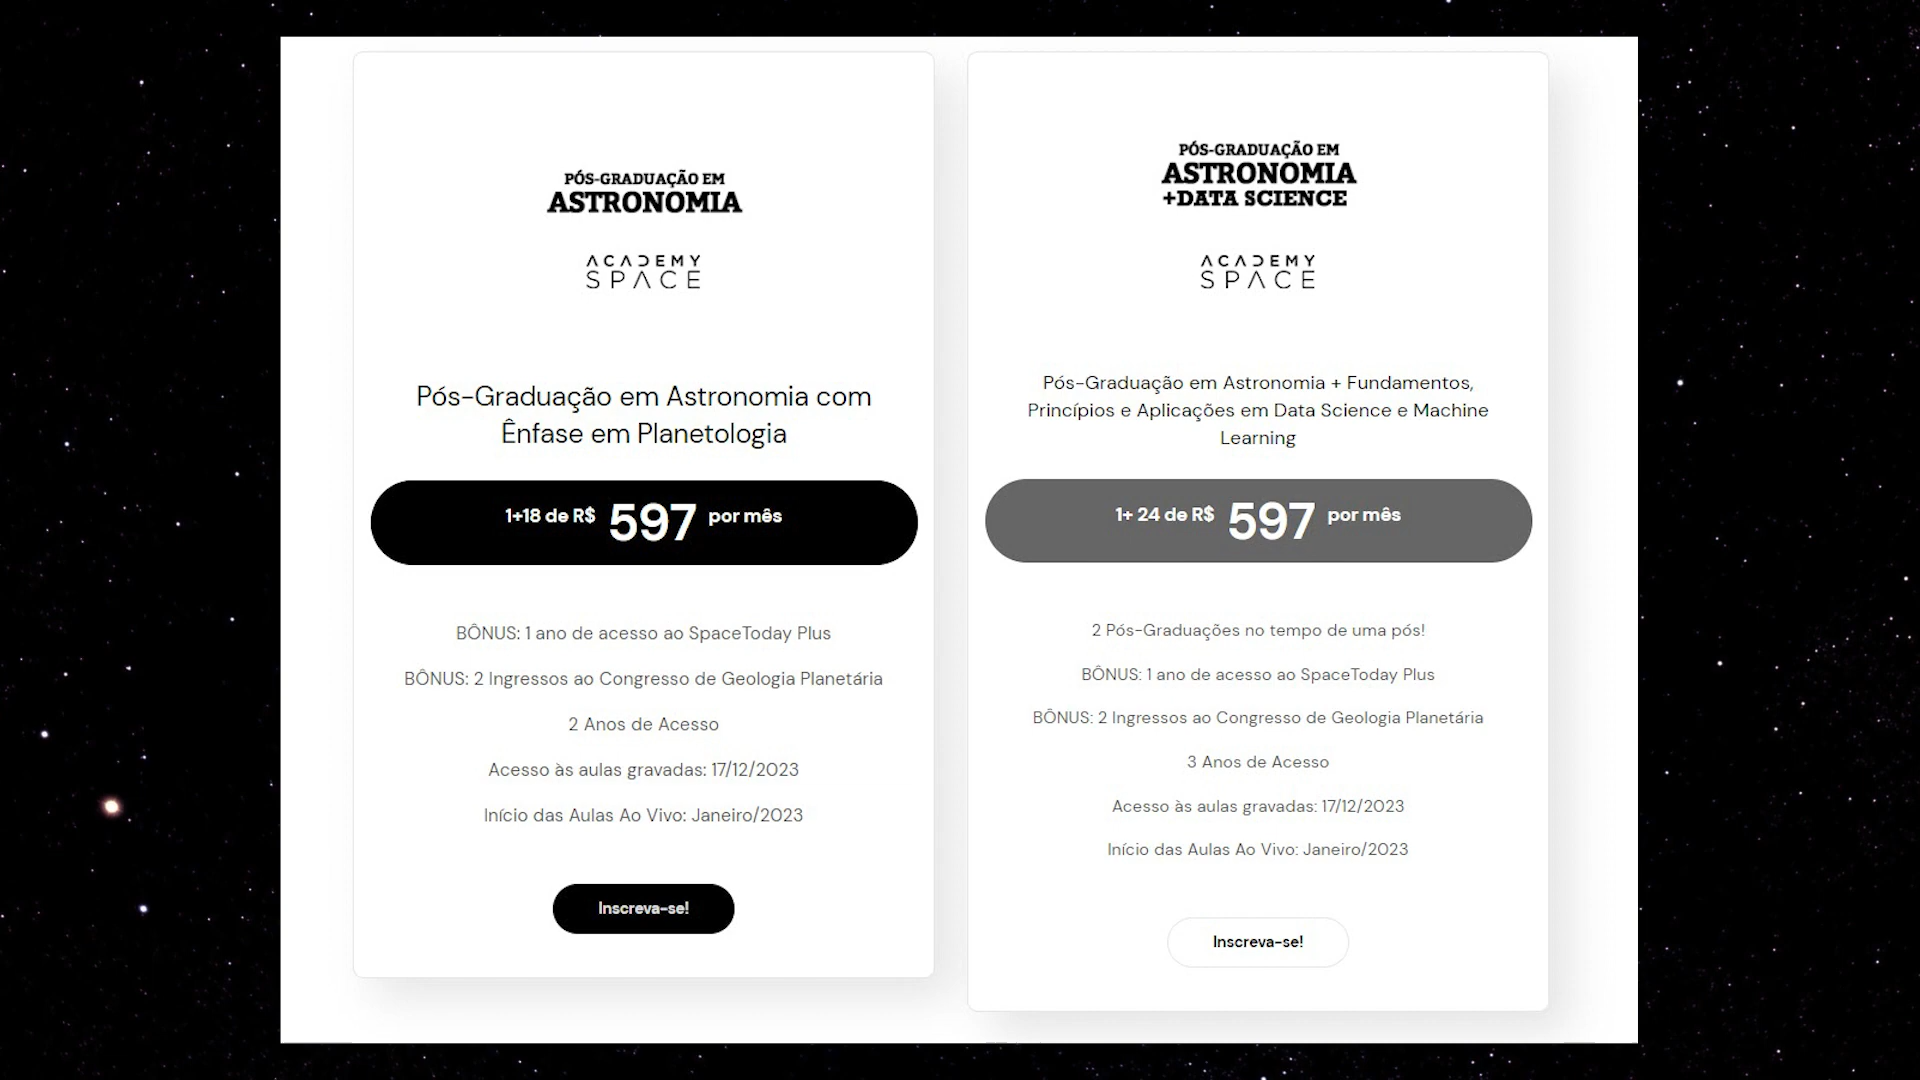 PÓS-GRADUAÇÃO EM
ASTRONOMIA
ACADEMY
SPACE
Pós-Graduação em Astronomia com
Ênfase em Planetologia
1+18 de R$ 597 por mês
BÔNUS: 1 ano de acesso ao SpaceToday Plus
BÔNUS: 2 Ingressos ao Congresso de Geologia Planetária
2 Anos de Acesso
Acesso às aulas gravadas: 17/12/2023
Início das Aulas Ao Vivo: Janeiro/2023
Inscreva-se!
PÓS-GRADUAÇÃO EM
ASTRONOMIA
+DATA SCIENCE
ACADEMY
SPACE
Pós-Graduação em Astronomia + Fundamentos,
Princípios e Aplicações em Data Science e Machine
Learning
1+ 24 de R$ 597 por mês
2 Pós-Graduações no tempo de uma pós!
BÔNUS: 1 ano de acesso ao SpaceToday Plus
BÔNUS: 2 Ingressos ao Congresso de Geologia Planetária
3 Anos de Acesso
Acesso às aulas gravadas: 17/12/2023
Início das Aulas Ao Vivo: Janeiro/2023
Inscreva-se!